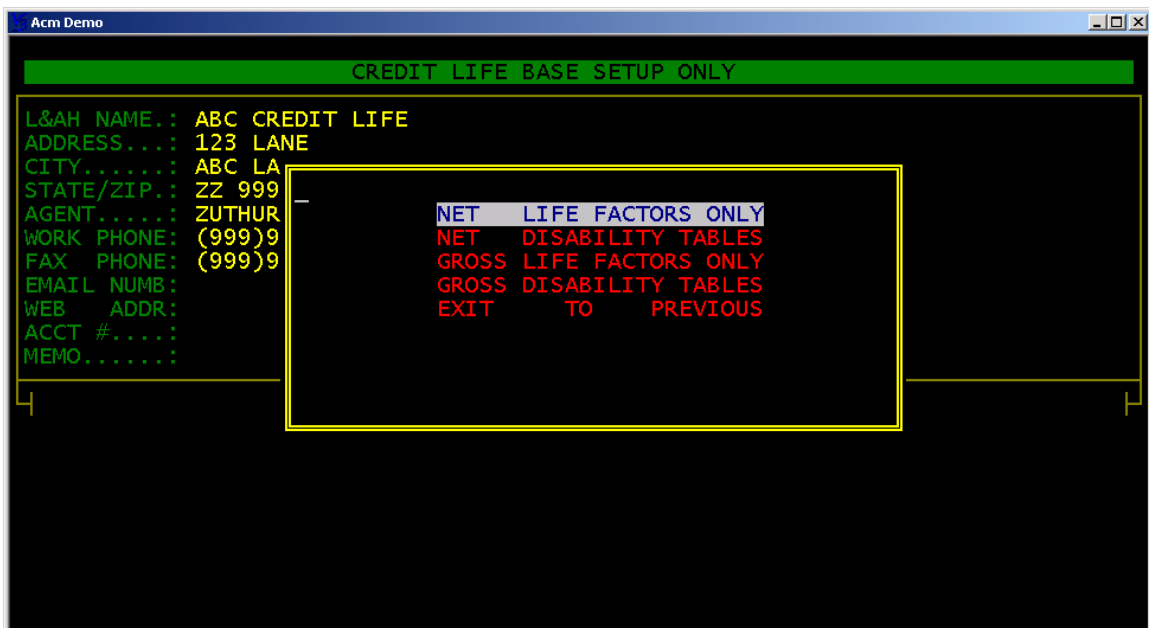 Acm Demo
CREDIT LIFE BASE SETUP ONLY
L&AH NAME.: ABC CREDIT LIFE
ADDRESS...: 123 LANE
CITY......: ABC LA
STATE/ZIP.: ZZ 999
AGENT.....: ZUTHUR
WORK PHONE: (999)9
FAX PHONE: (999)9
EMAIL NUMB:
WEB ADDR:
ACCT #....:
MEMO......:
NET LIFE FACTORS ONLY
NET DISABILITY TABLES
GROSS LIFE FACTORS ONLY
GROSS DISABILITY TABLES
EXIT TO PREVIOUS